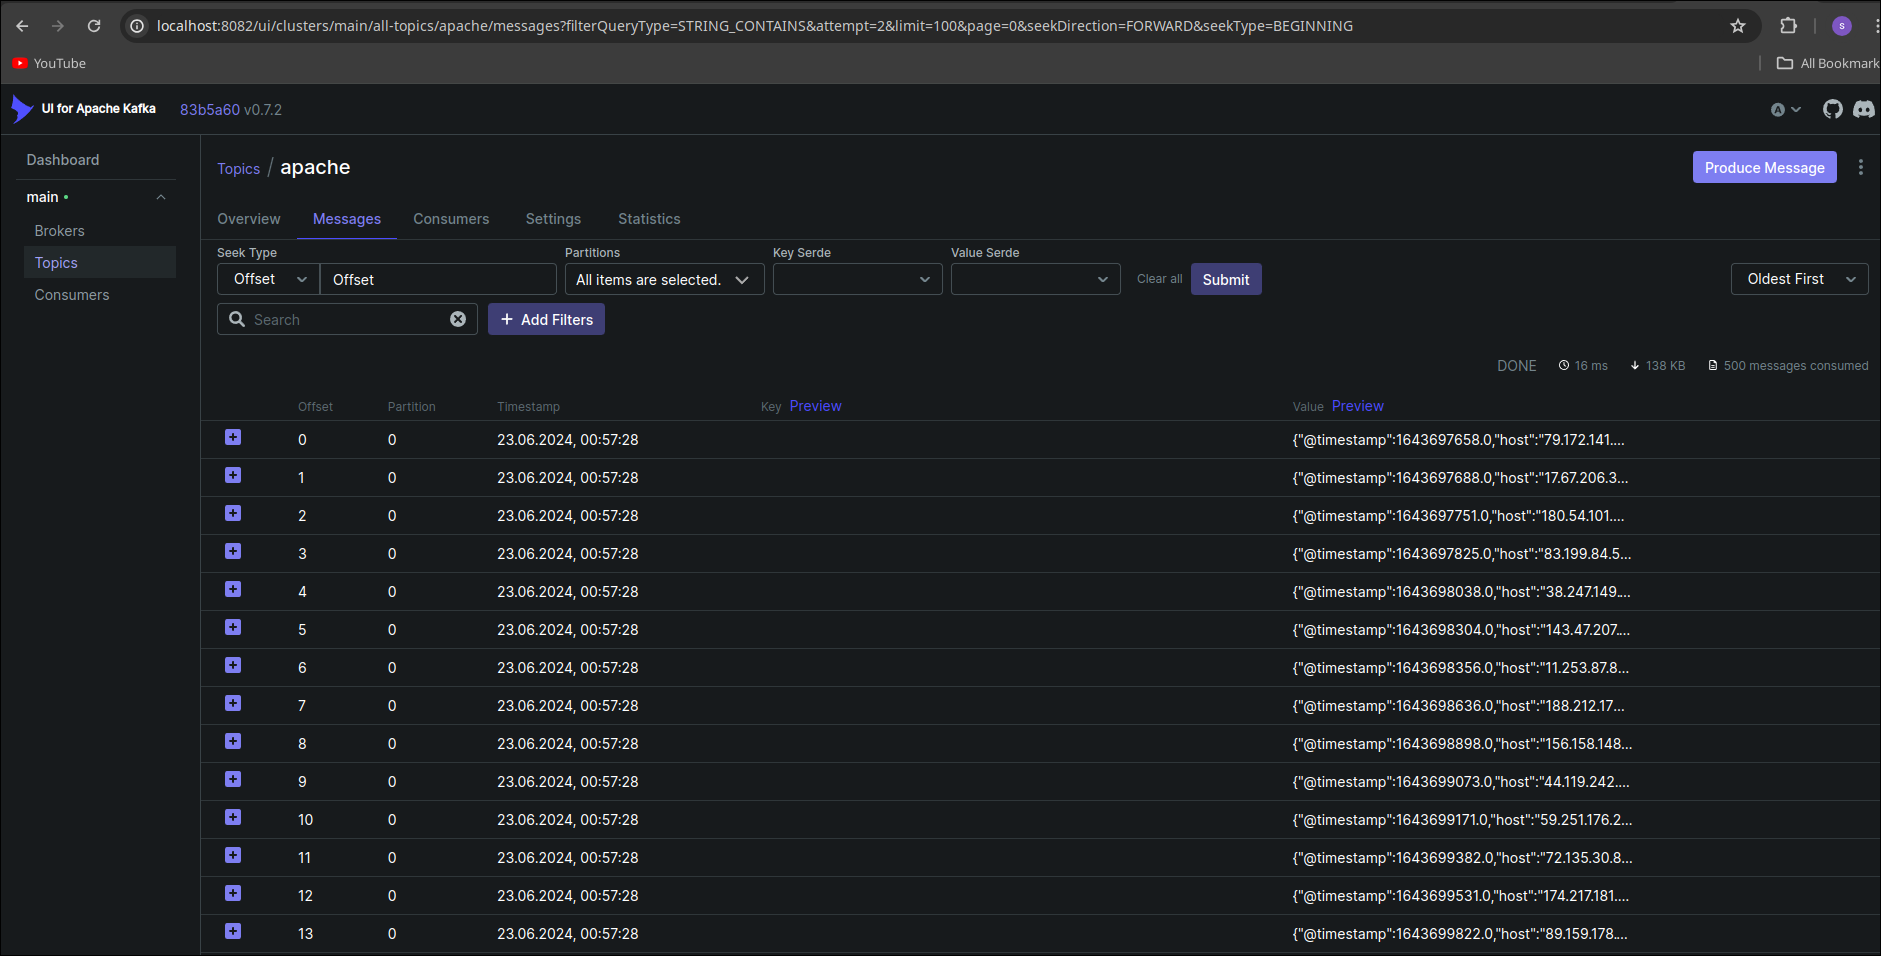 localhost:8082/ui/clusters/main/all-topics/apache/messages?filterQueryType=STRING_CONTAINS&attempt=2&limit=100&page=0&seekDirection=FORWARD&seekType=BEGINNING
S
YouTube
All Bookmark
UI for Apache Kafka 83b5a60 v0.7.2
A
Dashboard
main
Brokers
Topics
Consumers
Topics / apache
Produce Message
Overview Messages Consumers Settings Statistics
Seek Type Partitions Key Serde Value Serde
Offset Offset All items are selected. Clear all Submit Oldest First
Search + Add Filters
DONE 16 ms 138 KB 500 messages consumed
Offset Partition Timestamp Key Preview Value Preview
0 0 23.06.2024, 00:57:28 {"@timestamp":1643697658.0,"host":"79.172.141....
1 0 23.06.2024, 00:57:28 {"@timestamp":1643697688.0,"host":"17.67.206.3...
2 0 23.06.2024, 00:57:28 {"@timestamp":1643697751.0,"host":"180.54.101....
3 0 23.06.2024, 00:57:28 {"@timestamp":1643697825.0,"host":"83.199.84.5...
4 0 23.06.2024, 00:57:28 {"@timestamp":1643698038.0,"host":"38.247.149....
5 0 23.06.2024, 00:57:28 {"@timestamp":1643698304.0,"host":"143.47.207....
6 0 23.06.2024, 00:57:28 {"@timestamp":1643698356.0,"host":"11.253.87.8...
7 0 23.06.2024, 00:57:28 {"@timestamp":1643698636.0,"host":"188.212.17...
8 0 23.06.2024, 00:57:28 {"@timestamp":1643698898.0,"host":"156.158.148...
9 0 23.06.2024, 00:57:28 {"@timestamp":1643699073.0,"host":"44.119.242....
10 0 23.06.2024, 00:57:28 {"@timestamp":1643699171.0,"host":"59.251.176.2...
11 0 23.06.2024, 00:57:28 {"@timestamp":1643699382.0,"host":"72.135.30.8...
12 0 23.06.2024, 00:57:28 {"@timestamp":1643699531.0,"host":"174.217.181....
13 0 23.06.2024, 00:57:28 {"@timestamp":1643699822.0,"host":"89.159.178....